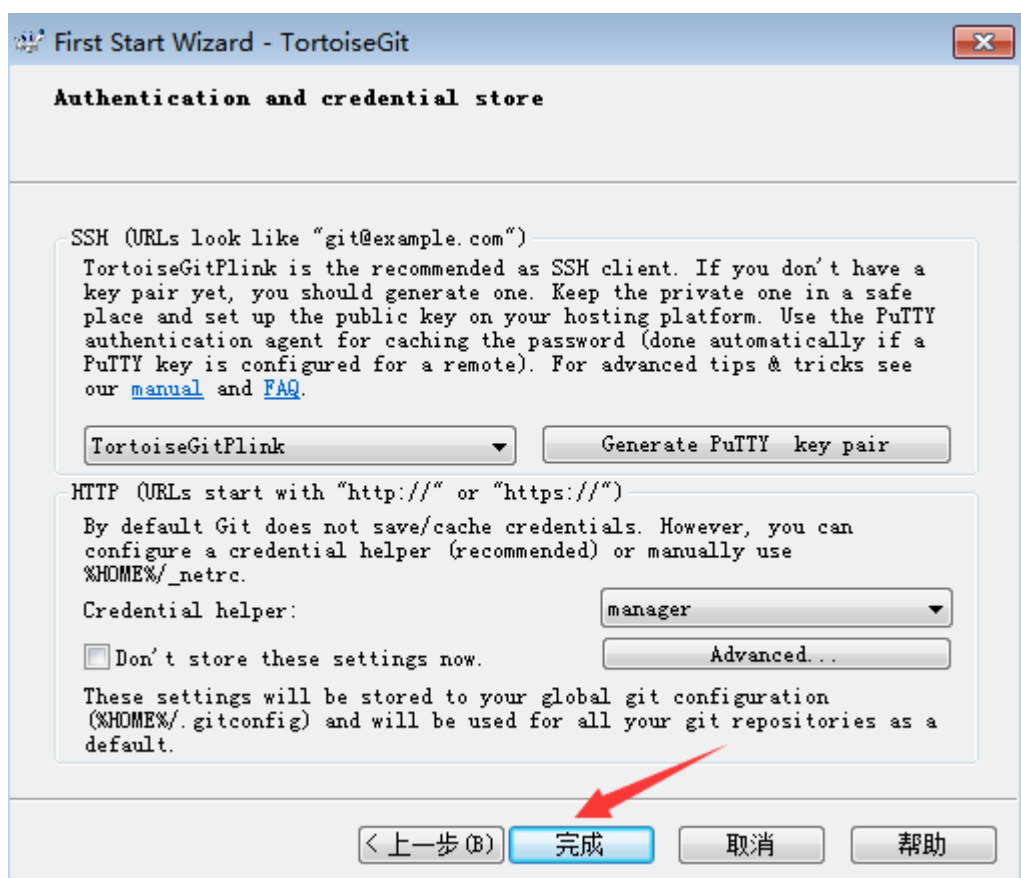 First Start Wizard - TortoiseGit
Authentication and credential store
SSH (URLs look like "git@example.com")
TortoiseGitPlink is the recommended as SSH client. If you don't have a
key pair yet, you should generate one. Keep the private one in a safe
place and set up the public key on your hosting platform. Use the PuTTY
authentication agent for caching the password (done automatically if a
PuTTY key is configured for a remote). For advanced tips & tricks see
our manual and FAQ.
TortoiseGitPlink
Generate PuTTY key pair
HTTP (URLs start with "http://" or "https://")
By default Git does not save/cache credentials. However, you can
configure a credential helper (recommended) or manually use
%HOME%/_netrc.
Credential helper:
manager
Don't store these settings now.
Advanced...
These settings will be stored to your global git configuration
(%HOME%/.gitconfig) and will be used for all your git repositories as a
default.
< 上一步(B)
完成
取消
帮助